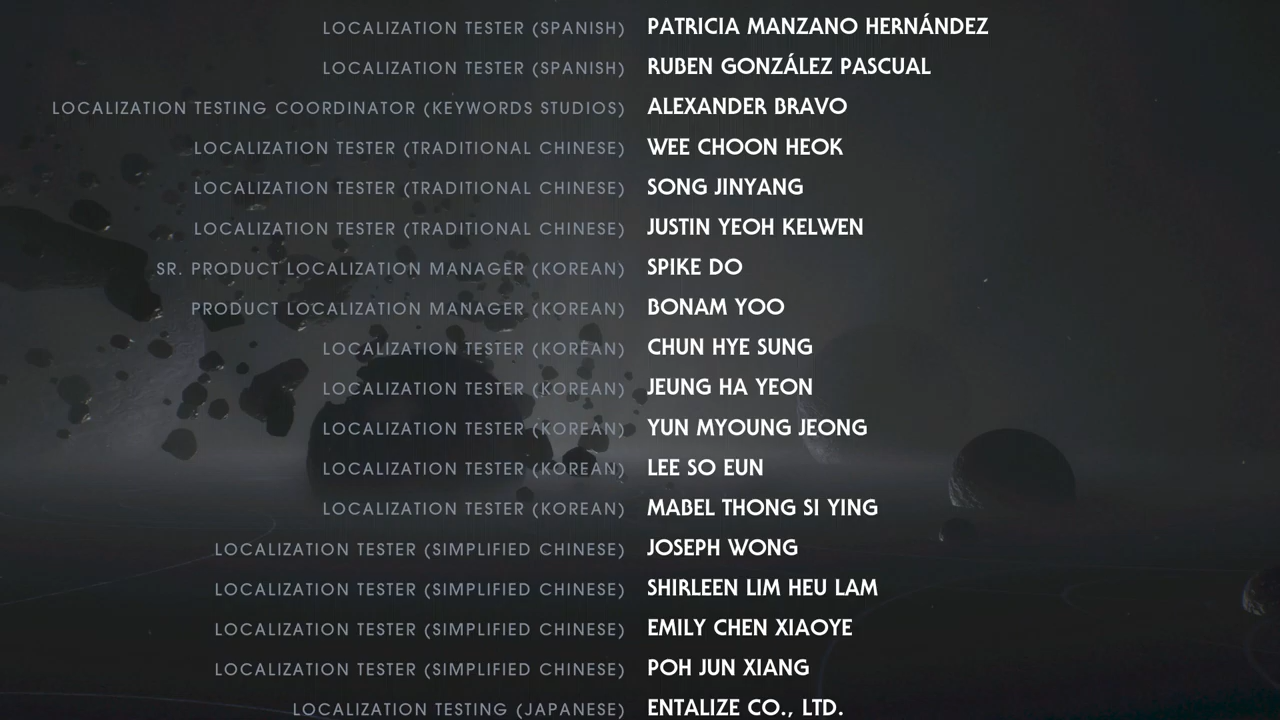 LOCALIZATION TESTER (SPANISH) PATRICIA MANZANO HERNÁNDEZ
LOCALIZATION TESTER (SPANISH) RUBEN GONZÁLEZ PASCUAL
LOCALIZATION TESTING COORDINATOR (KEYWORDS STUDIOS) ALEXANDER BRAVO
LOCALIZATION TESTER (TRADITIONAL CHINESE) WEE CHOON HEOK
LOCALIZATION TESTER (TRADITIONAL CHINESE) SONG JINYANG
LOCALIZATION TESTER (TRADITIONAL CHINESE) JUSTIN YEOH KELWEN
SR. PRODUCT LOCALIZATION MANAGER (KOREAN) SPIKE DO
PRODUCT LOCALIZATION MANAGER (KOREAN) BONAM YOO
LOCALIZATION TESTER (KOREAN) CHUN HYE SUNG
LOCALIZATION TESTER (KOREAN) JEUNG HA YEON
LOCALIZATION TESTER (KOREAN) YUN MYOUNG JEONG
LOCALIZATION TESTER (KOREAN) LEE SO EUN
LOCALIZATION TESTER (KOREAN) MABEL THONG SI YING
LOCALIZATION TESTER (SIMPLIFIED CHINESE) JOSEPH WONG
LOCALIZATION TESTER (SIMPLIFIED CHINESE) SHIRLEEN LIM HEU LAM
LOCALIZATION TESTER (SIMPLIFIED CHINESE) EMILY CHEN XIAOYE
LOCALIZATION TESTER (SIMPLIFIED CHINESE) POH JUN XIANG
LOCALIZATION TESTING (JAPANESE) ENTALIZE CO., LTD.